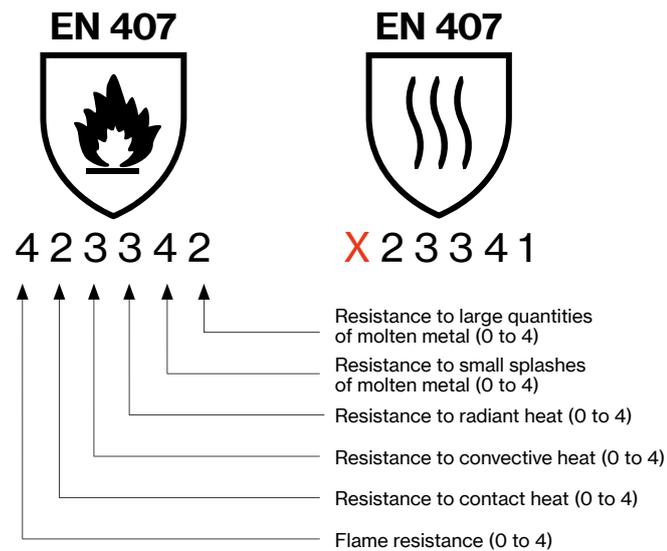 EN 407
EN 407
4 2 3 3 4 2
X 2 3 3 4 1
Resistance to large quantities
of molten metal (0 to 4)
Resistance to small splashes
of molten metal (0 to 4)
Resistance to radiant heat (0 to 4)
Resistance to convective heat (0 to 4)
Resistance to contact heat (0 to 4)
Flame resistance (0 to 4)